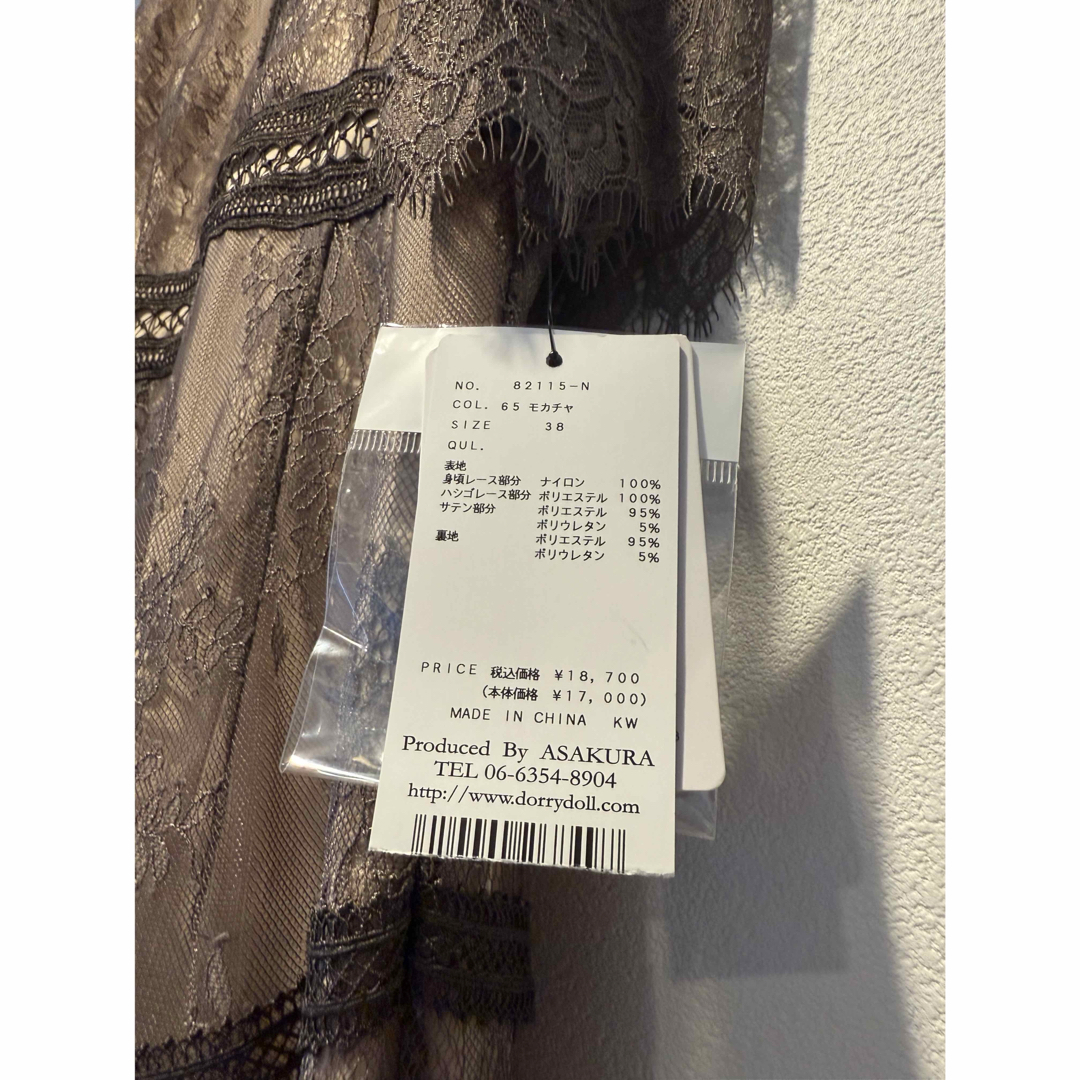 NO. 82115-N
COL. 65 モカチャ
SIZE 38
QUL.
表地
身頃レース部分 ナイロン 100%
ハシゴレース部分 ポリエステル 100%
サテン部分 ポリエステル 95%
ポリウレタン 5%
裏地 ポリエステル 95%
ポリウレタン 5%
PRICE 税込価格 ¥18,700
(本体価格 ¥17,000)
MADE IN CHINA KW
Produced By ASAKURA
TEL 06-6354-8904
http://www.dorrydoll.com